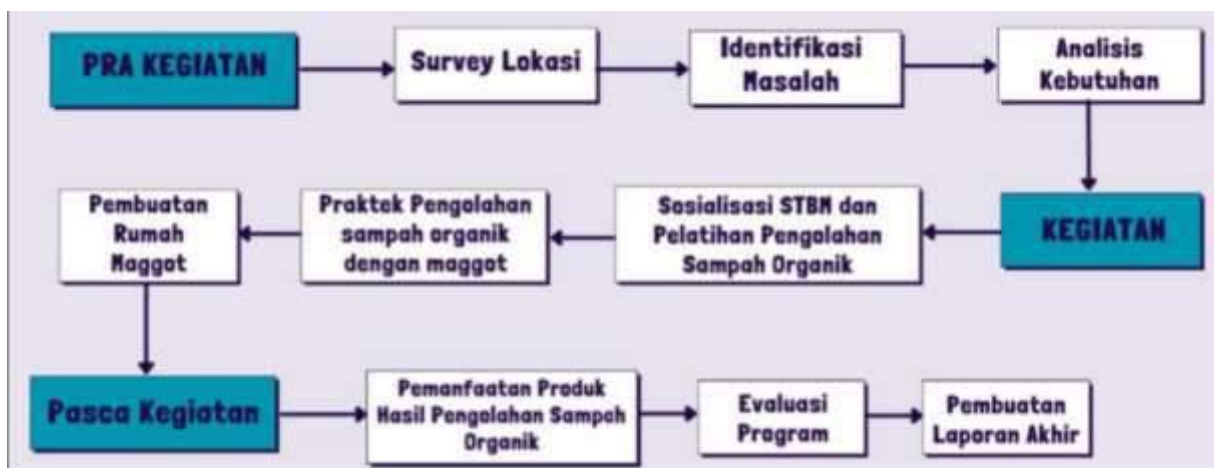 PRA KEGIATAN
Survey Lokasi
Identifikasi
Masalah
Analisis
Kebutuhan
KEGIATAN
Sosialisasi STBM dan
Pelatihan Pengolahan
Sampah Organik
Praktek Pengolahan
sampah organik
dengan maggot
Pembuatan
Rumah
Maggot
Pasca Kegiatan
Pemanfaatan Produk
Hasil Pengolahan Sampah
Organik
Evaluasi
Program
Pembuatan
Laporan Akhir